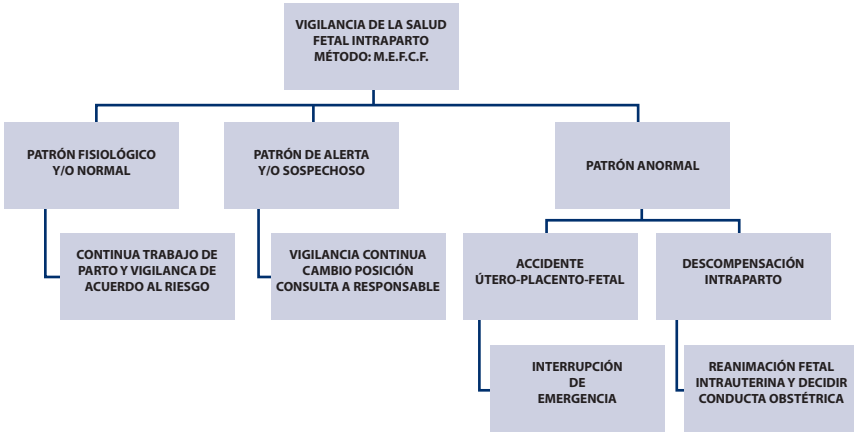 VIGILANCIA DE LA SALUD
FETAL INTRAPARTO
MÉTODO: M.E.F.C.F.
PATRÓN FISIOLÓGICO
Y/O NORMAL
PATRÓN DE ALERTA
Y/O SOSPECHOSO
PATRÓN ANORMAL
CONTINUA TRABAJO DE
PARTO Y VIGILANCA DE
ACUERDO AL RIESGO
VIGILANCIA CONTINUA
CAMBIO POSICIÓN
CONSULTA A RESPONSABLE
ACCIDENTE
ÚTERO-PLACENTO-FETAL
DESCOMPENSACIÓN
INTRAPARTO
INTERRUPCIÓN
DE
EMERGENCIA
REANIMACIÓN FETAL
INTRAUTERINA Y DECIDIR
CONDUCTA OBSTÉTRICA